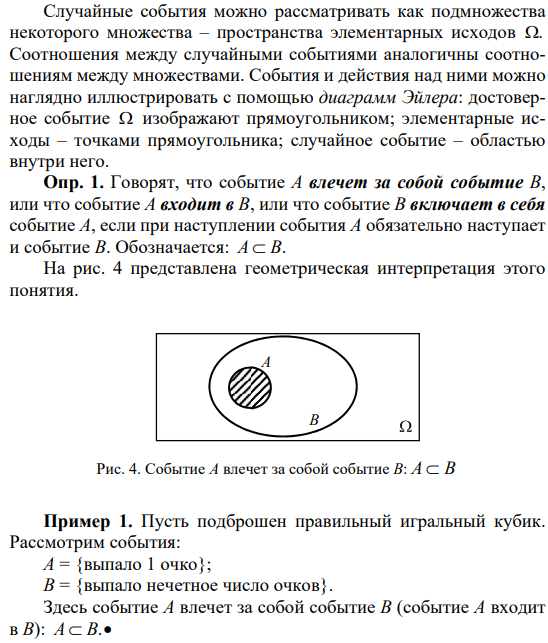 Случайные события можно рассматривать как подмножества
некоторого множества – пространства элементарных исходов Ω.
Соотношения между случайными событиями аналогичны соотно-
шениям между множествами. События и действия над ними можно
наглядно иллюстрировать с помощью диаграмм Эйлера: достовер-
ное событие Ω изображают прямоугольником; элементарные ис-
ходы – точками прямоугольника; случайное событие – областью
внутри него.
Опр. 1. Говорят, что событие A влечет за собой событие B,
или что событие A входит в B, или что событие B включает в себя
событие A, если при наступлении события A обязательно наступает
и событие B. Обозначается: A ⊂ B.
На рис. 4 представлена геометрическая интерпретация этого
понятия.
A
B
Ω
Рис. 4. Событие A влечет за собой событие B: A ⊂ B
Пример 1. Пусть подброшен правильный игральный кубик.
Рассмотрим события:
A = {выпало 1 очко};
B = {выпало нечетное число очков}.
Здесь событие A влечет за собой событие B (событие A входит
в B): A ⊂ B.●